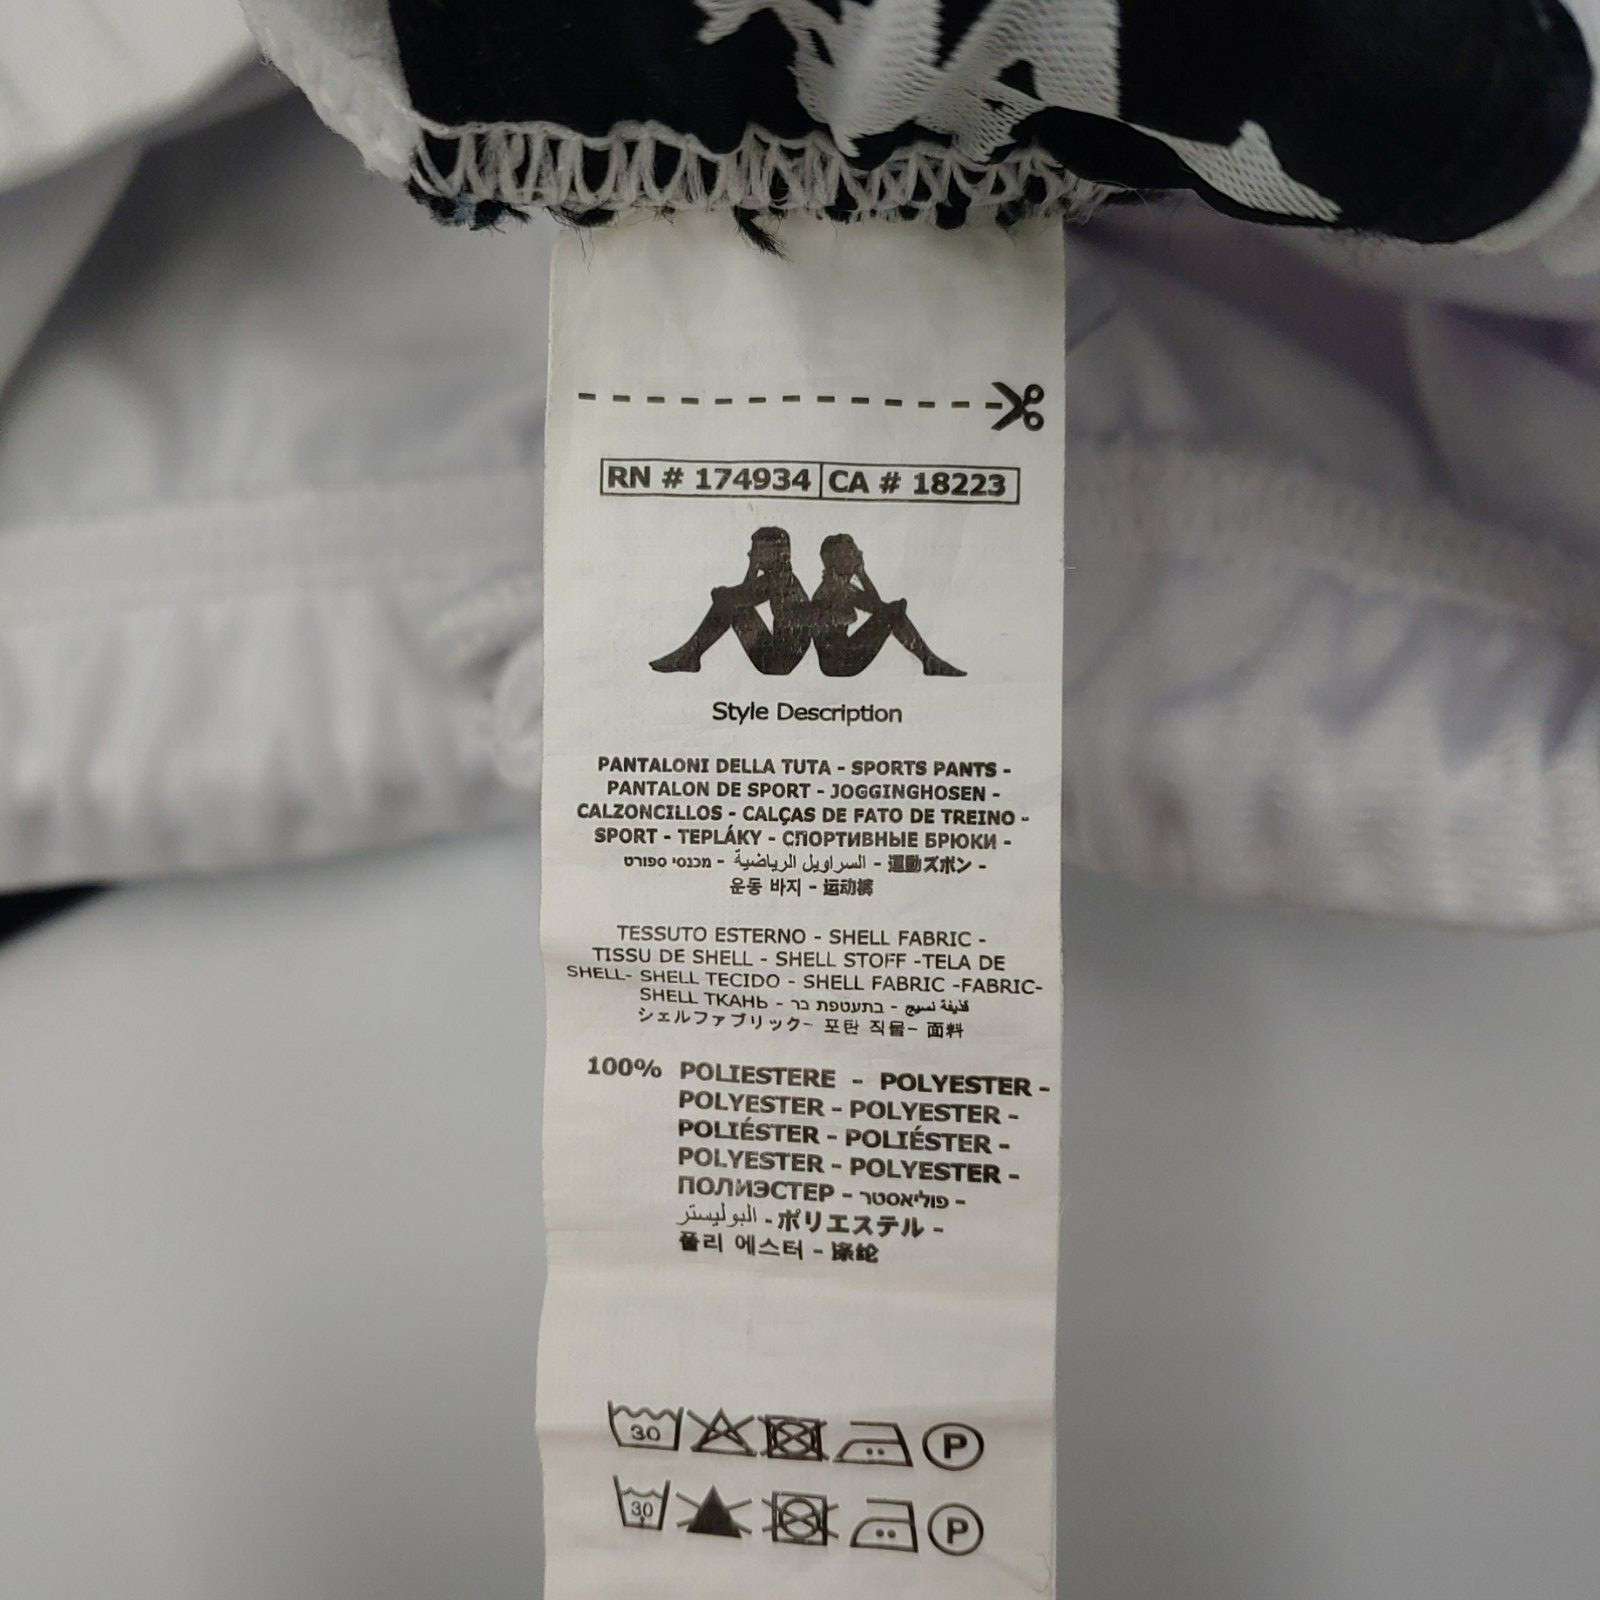 RN # 174934 CA # 18223
Style Description
PANTALONI DELLA TUTA - SPORTS PANTS -
PANTALON DE SPORT - JOGGINGHOSEN -
CALZONCILLOS - CALÇAS DE FATO DE TREINO -
SPORT - TEPLÁKY - СПОРТИВНЫЕ БРЮКИ -
מכנסי ספורט - السراويل الرياضية - 運動ズボン -
운동 바지 - 运动裤
TESSUTO ESTERNO - SHELL FABRIC -
TISSU DE SHELL - SHELL STOFF -TELA DE
SHELL- SHELL TECIDO - SHELL FABRIC -FABRIC-
SHELL ТКАНЬ - בתעטפת בר - قذيفة نسيج
シェルファブリック- 포탄 직물- 面料
100% POLIESTERE - POLYESTER -
POLYESTER - POLYESTER -
POLIÉSTER - POLIÉSTER -
POLYESTER - POLYESTER -
ПОЛИЭСТЕР - פוליאסטר -
البوليستر - ポリエステル -
폴리 에스터 - 涤纶
30 P
30 P